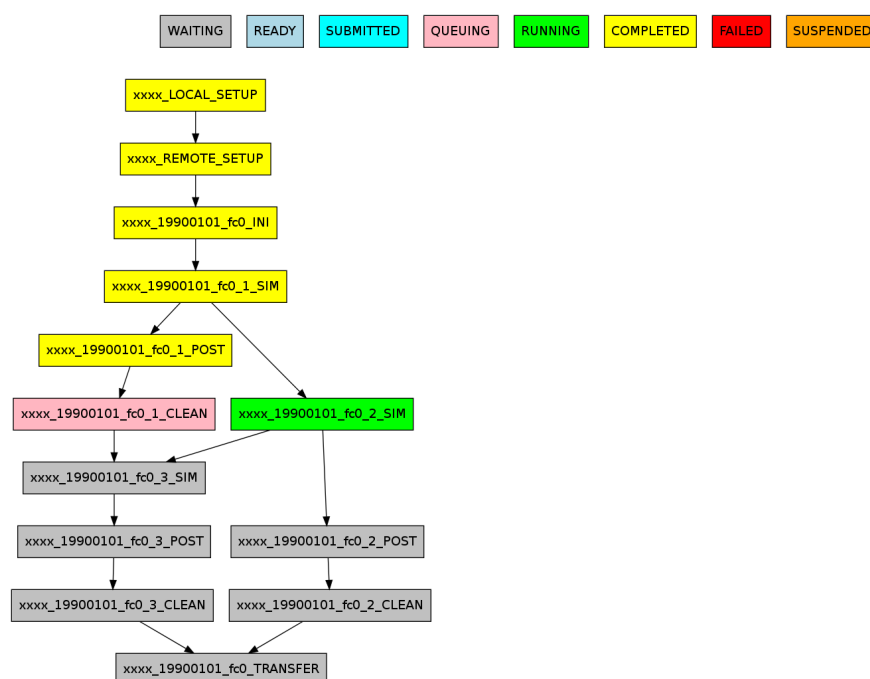 WAITING READY SUBMITTED QUEUING RUNNING COMPLETED FAILED SUSPENDED
xxxx_LOCAL_SETUP
xxxx_REMOTE_SETUP
xxxx_19900101_fc0_INI
xxxx_19900101_fc0_1_SIM
xxxx_19900101_fc0_1_POST
xxxx_19900101_fc0_1_CLEAN xxxx_19900101_fc0_2_SIM
xxxx_19900101_fc0_3_SIM
xxxx_19900101_fc0_3_POST xxxx_19900101_fc0_2_POST
xxxx_19900101_fc0_3_CLEAN xxxx_19900101_fc0_2_CLEAN
xxxx_19900101_fc0_TRANSFER